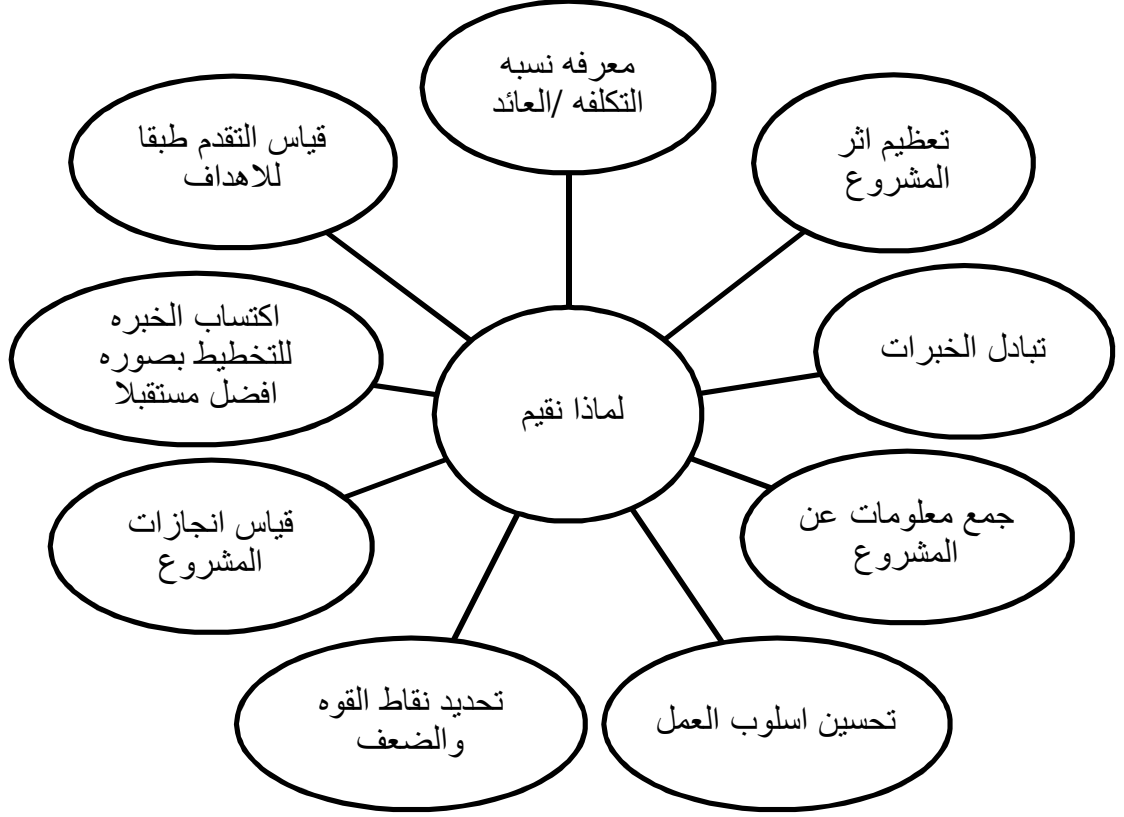 معرفه نسبه
التكلفه /العائد
تعظيم اثر
المشروع
تبادل الخبرات
جمع معلومات عن
المشروع
تحسين اسلوب العمل
تحديد نقاط القوه
والضعف
قياس انجازات
المشروع
اكتساب الخبره
للتخطيط بصوره
افضل مستقبلا
قياس التقدم طبقا
للاهداف
لماذا نقيم